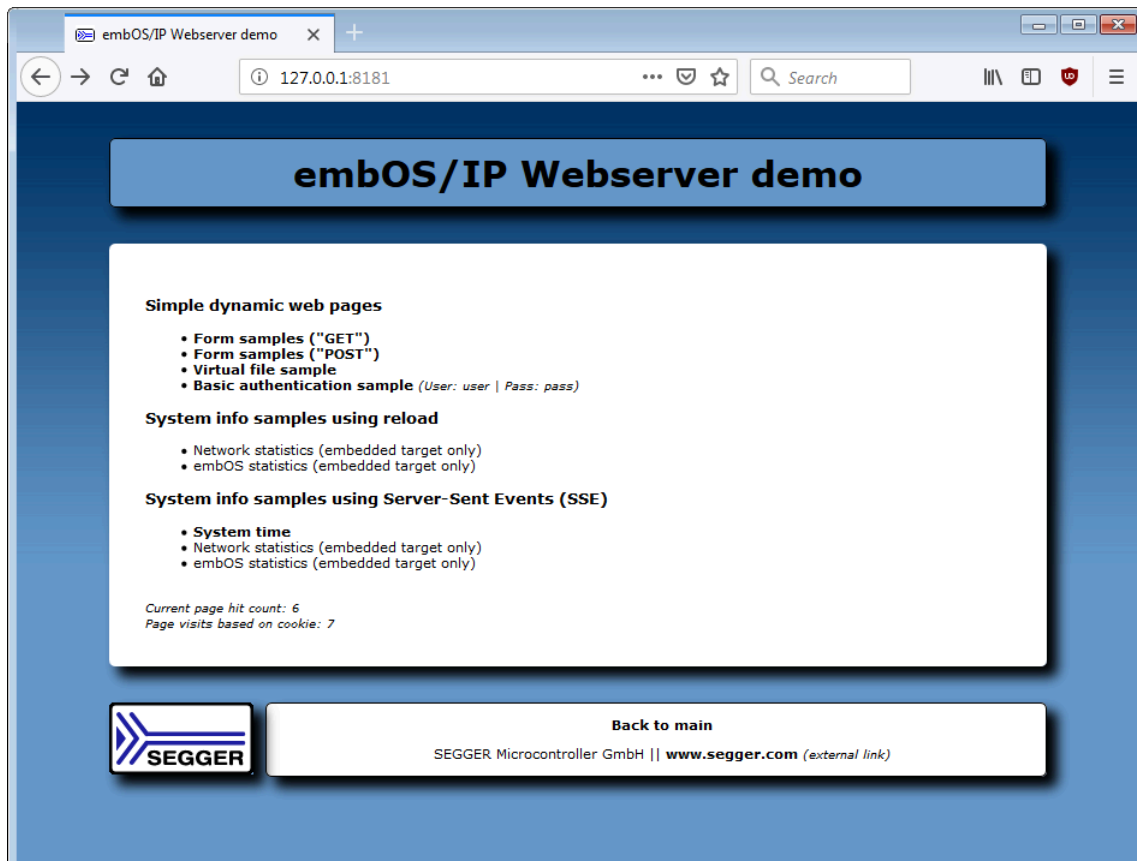 embOS/IP Webserver demo
127.0.0.1:8181
Search
embOS/IP Webserver demo
Simple dynamic web pages
• Form samples ("GET")
• Form samples ("POST")
• Virtual file sample
• Basic authentication sample (User: user | Pass: pass)
System info samples using reload
• Network statistics (embedded target only)
• embOS statistics (embedded target only)
System info samples using Server-Sent Events (SSE)
• System time
• Network statistics (embedded target only)
• embOS statistics (embedded target only)
Current page hit count: 6
Page visits based on cookie: 7
SEGGER
Back to main
SEGGER Microcontroller GmbH || www.segger.com (external link)